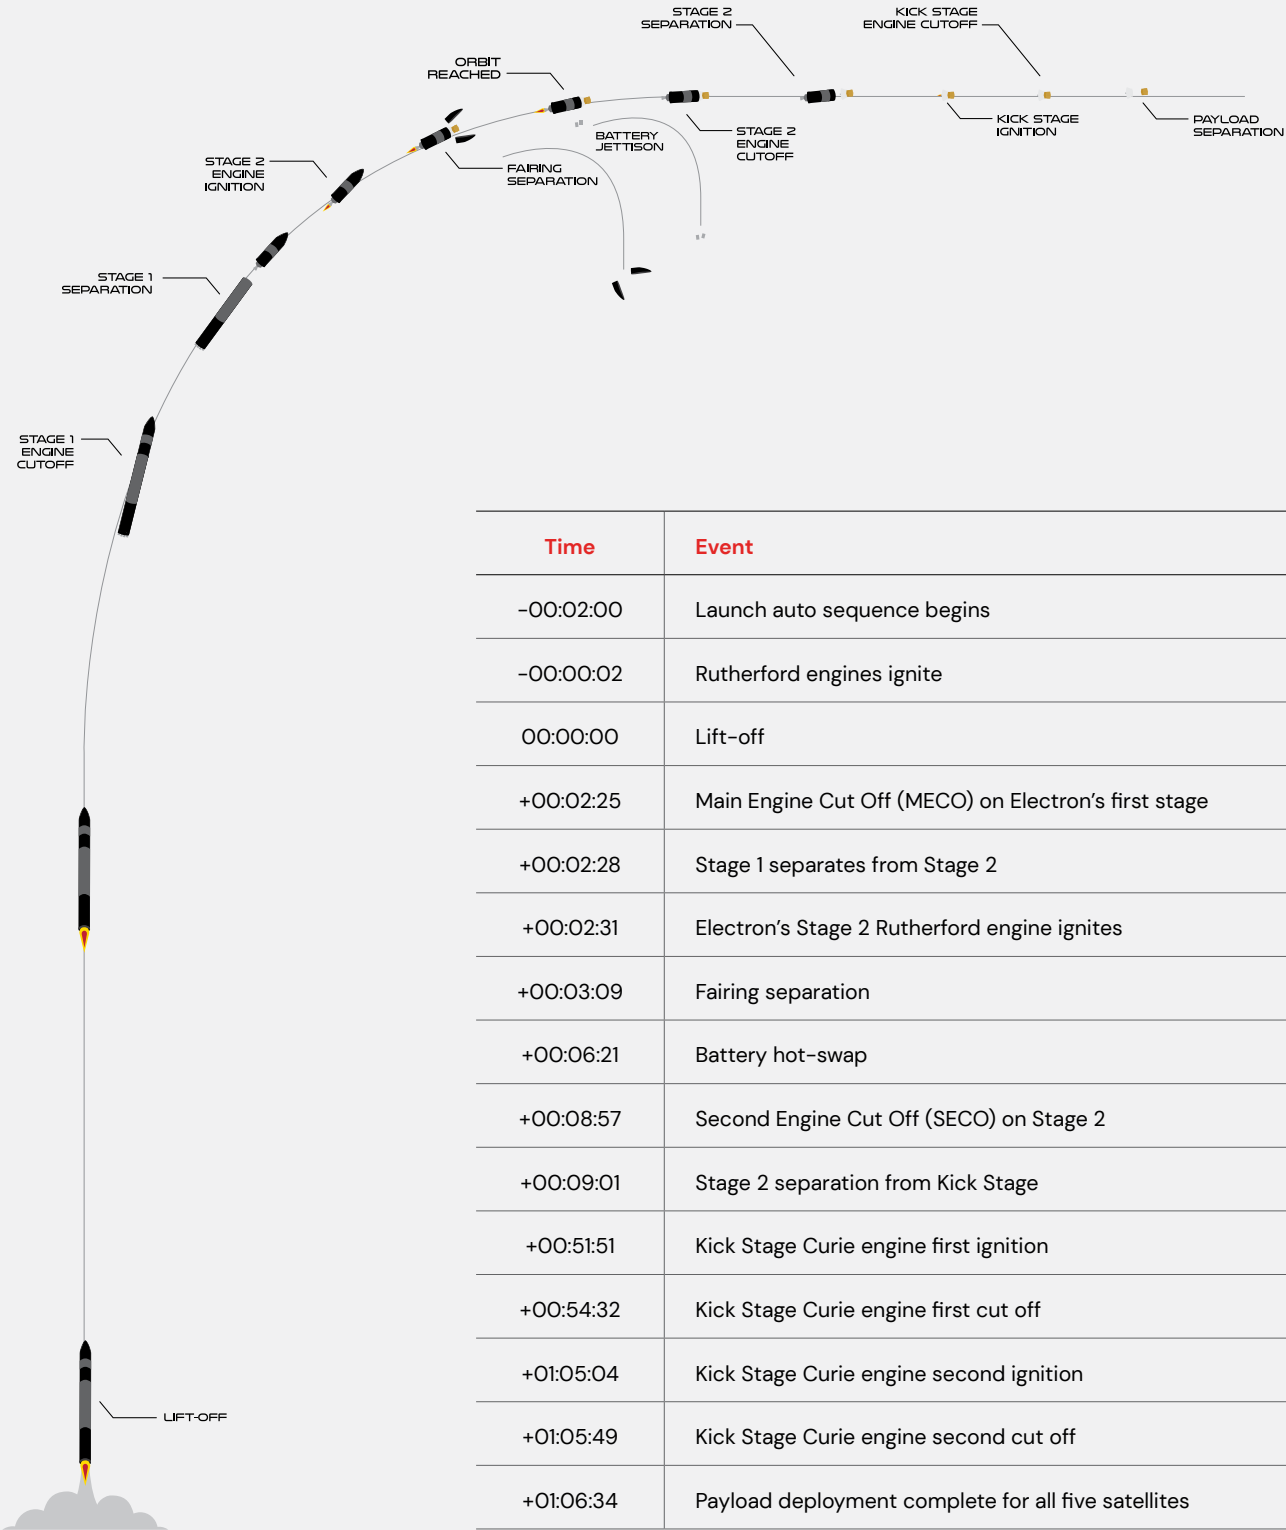 STAGE 2
SEPARATION
KICK STAGE
ENGINE CUTOFF
ORBIT
REACHED
BATTERY
JETTISON
STAGE 2
ENGINE
CUTOFF
KICK STAGE
IGNITION
PAYLOAD
SEPARATION
STAGE 2
ENGINE
IGNITION
FAIRING
SEPARATION
STAGE 1
SEPARATION
STAGE 1
ENGINE
CUTOFF
LIFT-OFF
Time Event
-00:02:00 Launch auto sequence begins
-00:00:02 Rutherford engines ignite
00:00:00 Lift-off
+00:02:25 Main Engine Cut Off (MECO) on Electron’s first stage
+00:02:28 Stage 1 separates from Stage 2
+00:02:31 Electron’s Stage 2 Rutherford engine ignites
+00:03:09 Fairing separation
+00:06:21 Battery hot-swap
+00:08:57 Second Engine Cut Off (SECO) on Stage 2
+00:09:01 Stage 2 separation from Kick Stage
+00:51:51 Kick Stage Curie engine first ignition
+00:54:32 Kick Stage Curie engine first cut off
+01:05:04 Kick Stage Curie engine second ignition
+01:05:49 Kick Stage Curie engine second cut off
+01:06:34 Payload deployment complete for all five satellites